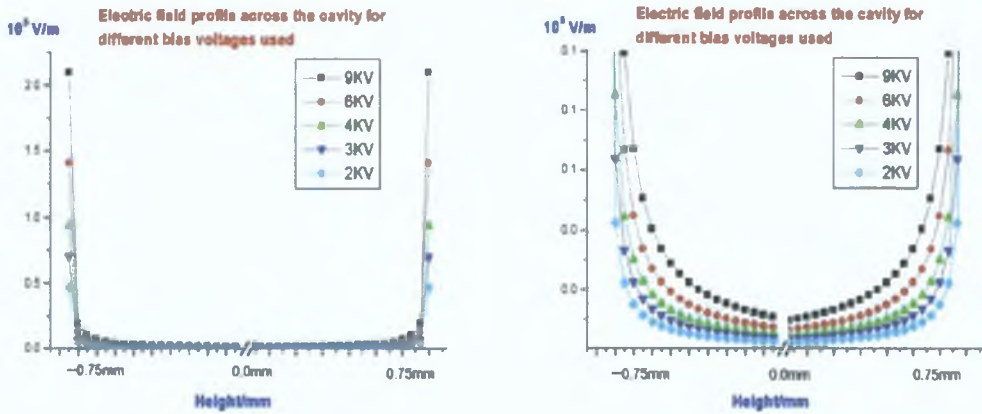 Electric field profile across the cavity for
different bias voltages used
10⁸ V/m
9KV
6KV
4KV
3KV
2KV
2.0
1.5
1.0
0.5
0.0
−0.75mm
0.0mm
0.75mm
Height/mm
Electric field profile across the cavity for
different bias voltages used
10⁸ V/m
9KV
6KV
4KV
3KV
2KV
0.1
0.1
0.1
0.0
0.0
−0.75mm
0.0mm
0.75mm
Height/mm